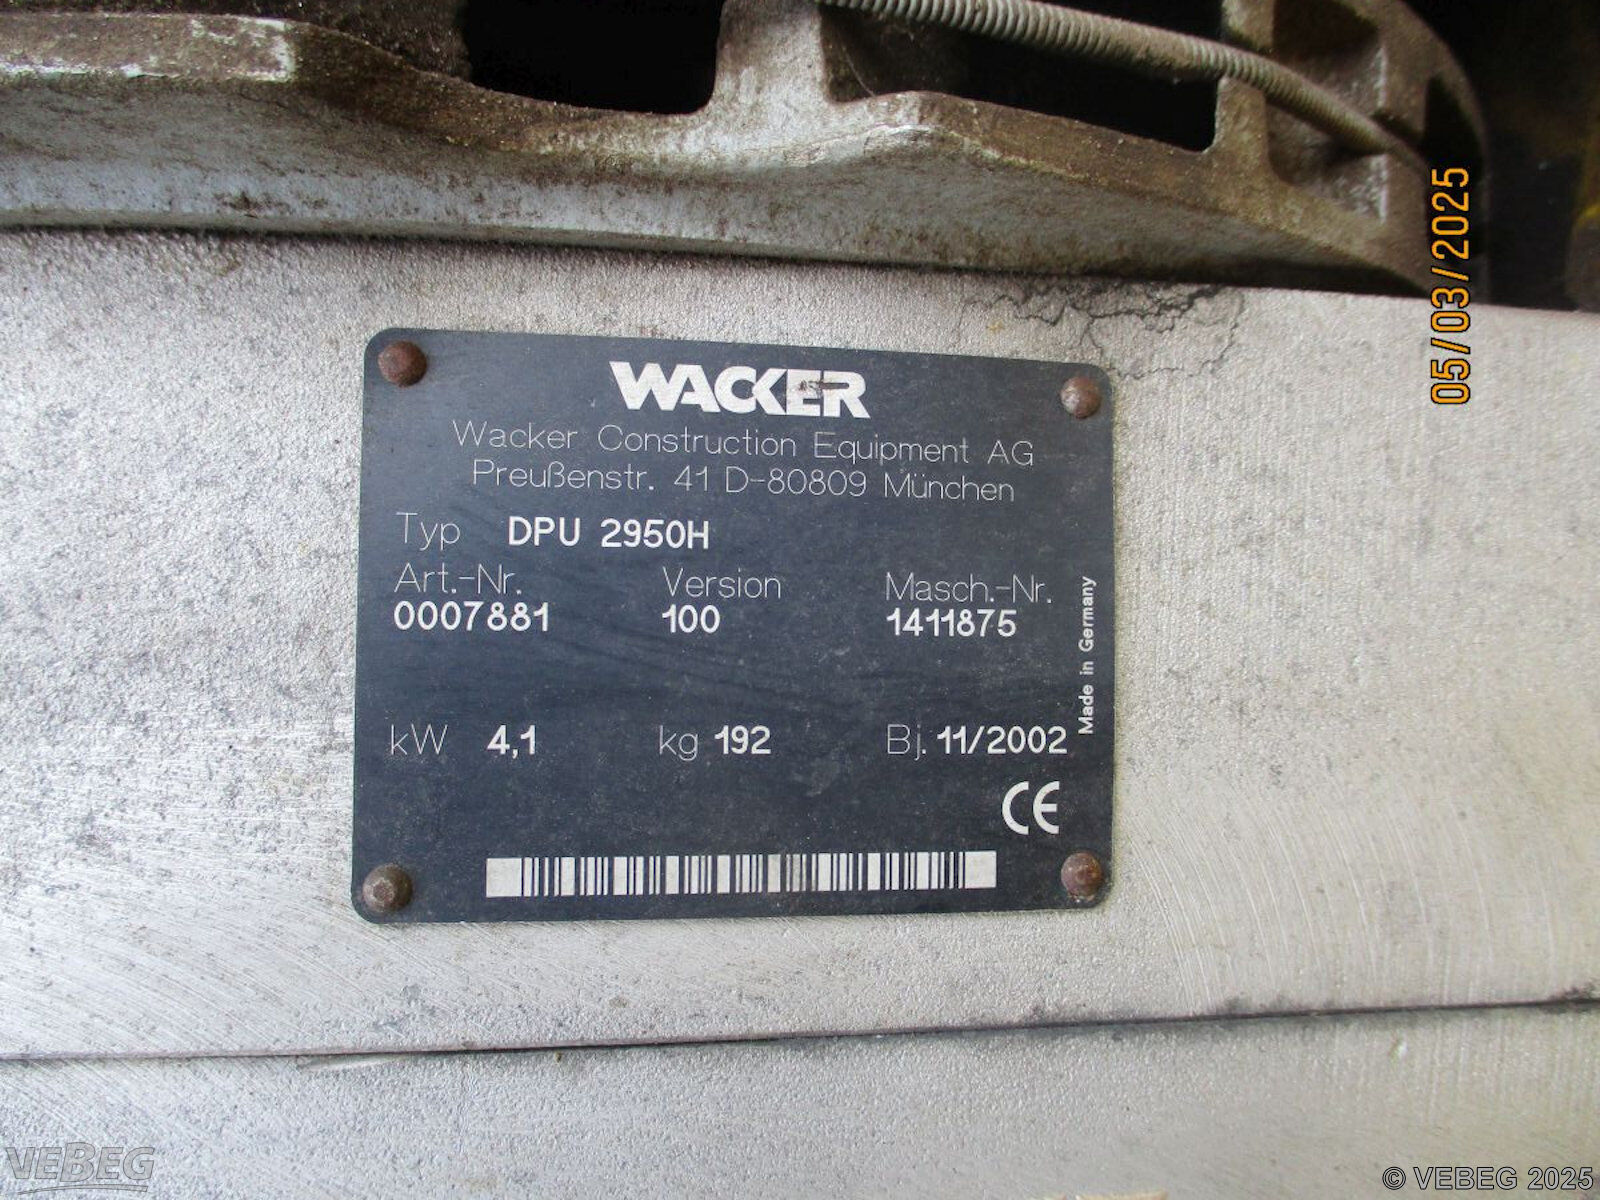 WACKER
Wacker Construction Equipment AG
Preußenstr. 41 D-80809 München
Typ DPU 2950H
Art.-Nr. Version Masch.-Nr.
0007881 100 1411875
kW 4,1 kg 192 Bj. 11/2002
Made in Germany
CE
05/03/2025
VEBEG
© VEBEG 2025